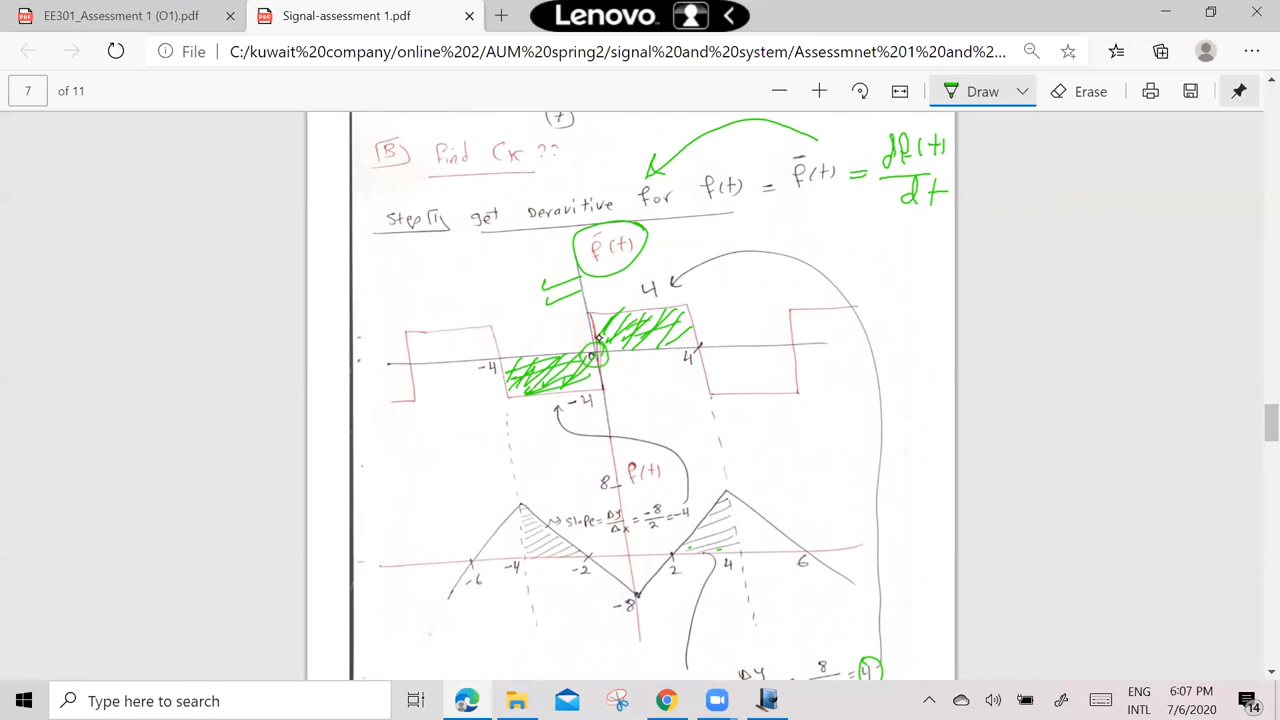 EE301_Assessment 1 (O1).pdf
Signal-assessment 1.pdf
Lenovo
File
C:/kuwait%20company/online%202/AUM%20spring2/signal%20and%20system/Assessmnet%201%20and%2...
7 of 11
Draw
Erase
(7)
B) Find CK ??
Step 1 get Deravitive for f(t) = f̄(t) = df(t)/dt
f̄(t)
4
-4 0 4
-4
f(t)
8
slope = Δy/Δx = -8/2 = -4
-6 -4 -2 2 4 6
-8
Δy 8 = 4
Type here to search
ENG
INTL
6:07 PM
7/6/2020
14